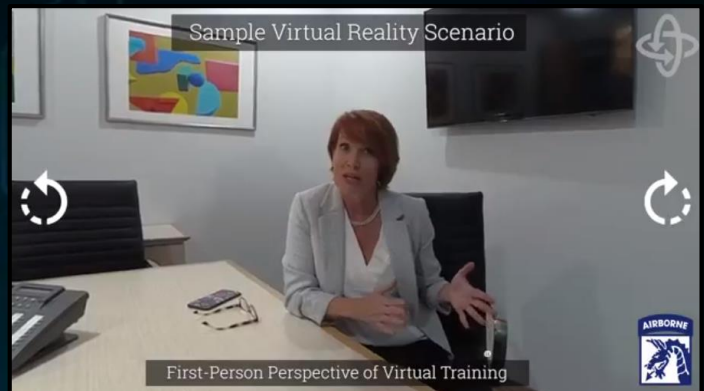 Sample Virtual Reality Scenario
First-Person Perspective of Virtual Training
AIRBORNE